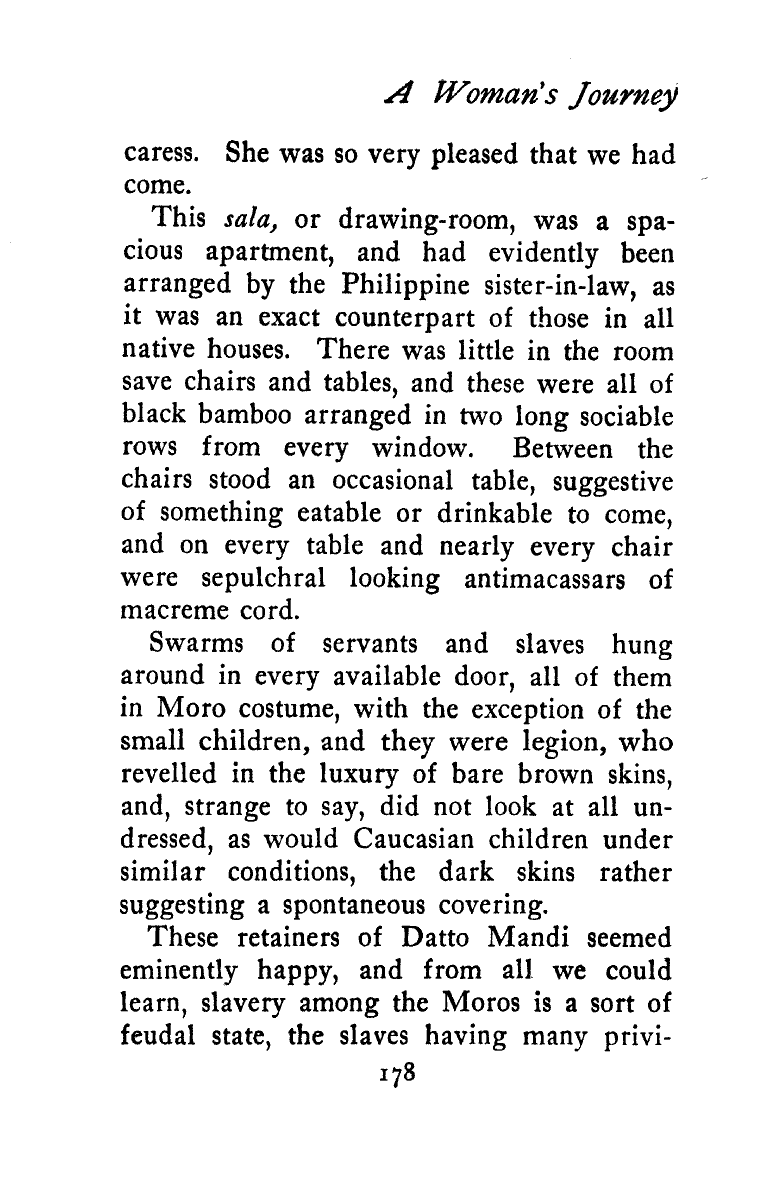 A Woman's Journey
caress. She was so very pleased that we had
come.
This sala, or drawing-room, was a spa-
cious apartment, and had evidently been
arranged by the Philippine sister-in-law, as
it was an exact counterpart of those in all
native houses. There was little in the room
save chairs and tables, and these were all of
black bamboo arranged in two long sociable
rows from every window. Between the
chairs stood an occasional table, suggestive
of something eatable or drinkable to come,
and on every table and nearly every chair
were sepulchral looking antimacassars of
macreme cord.
Swarms of servants and slaves hung
around in every available door, all of them
in Moro costume, with the exception of the
small children, and they were legion, who
revelled in the luxury of bare brown skins,
and, strange to say, did not look at all un-
dressed, as would Caucasian children under
similar conditions, the dark skins rather
suggesting a spontaneous covering.
These retainers of Datto Mandi seemed
eminently happy, and from all we could
learn, slavery among the Moros is a sort of
feudal state, the slaves having many privi-
178